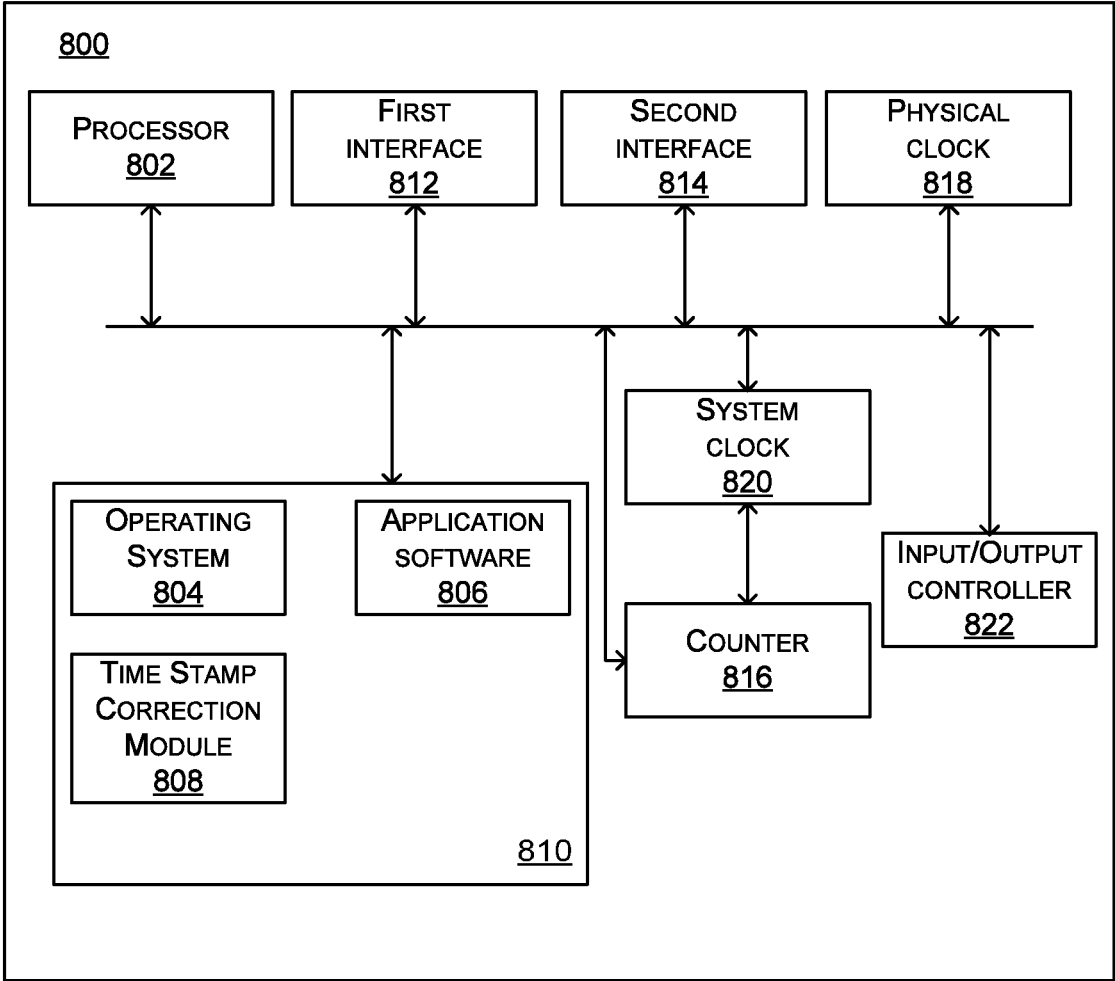 800
PROCESSOR
802
FIRST
INTERFACE
812
SECOND
INTERFACE
814
PHYSICAL
CLOCK
818
SYSTEM
CLOCK
820
OPERATING
SYSTEM
804
APPLICATION
SOFTWARE
806
INPUT/OUTPUT
CONTROLLER
822
COUNTER
816
TIME STAMP
CORRECTION
MODULE
808
810